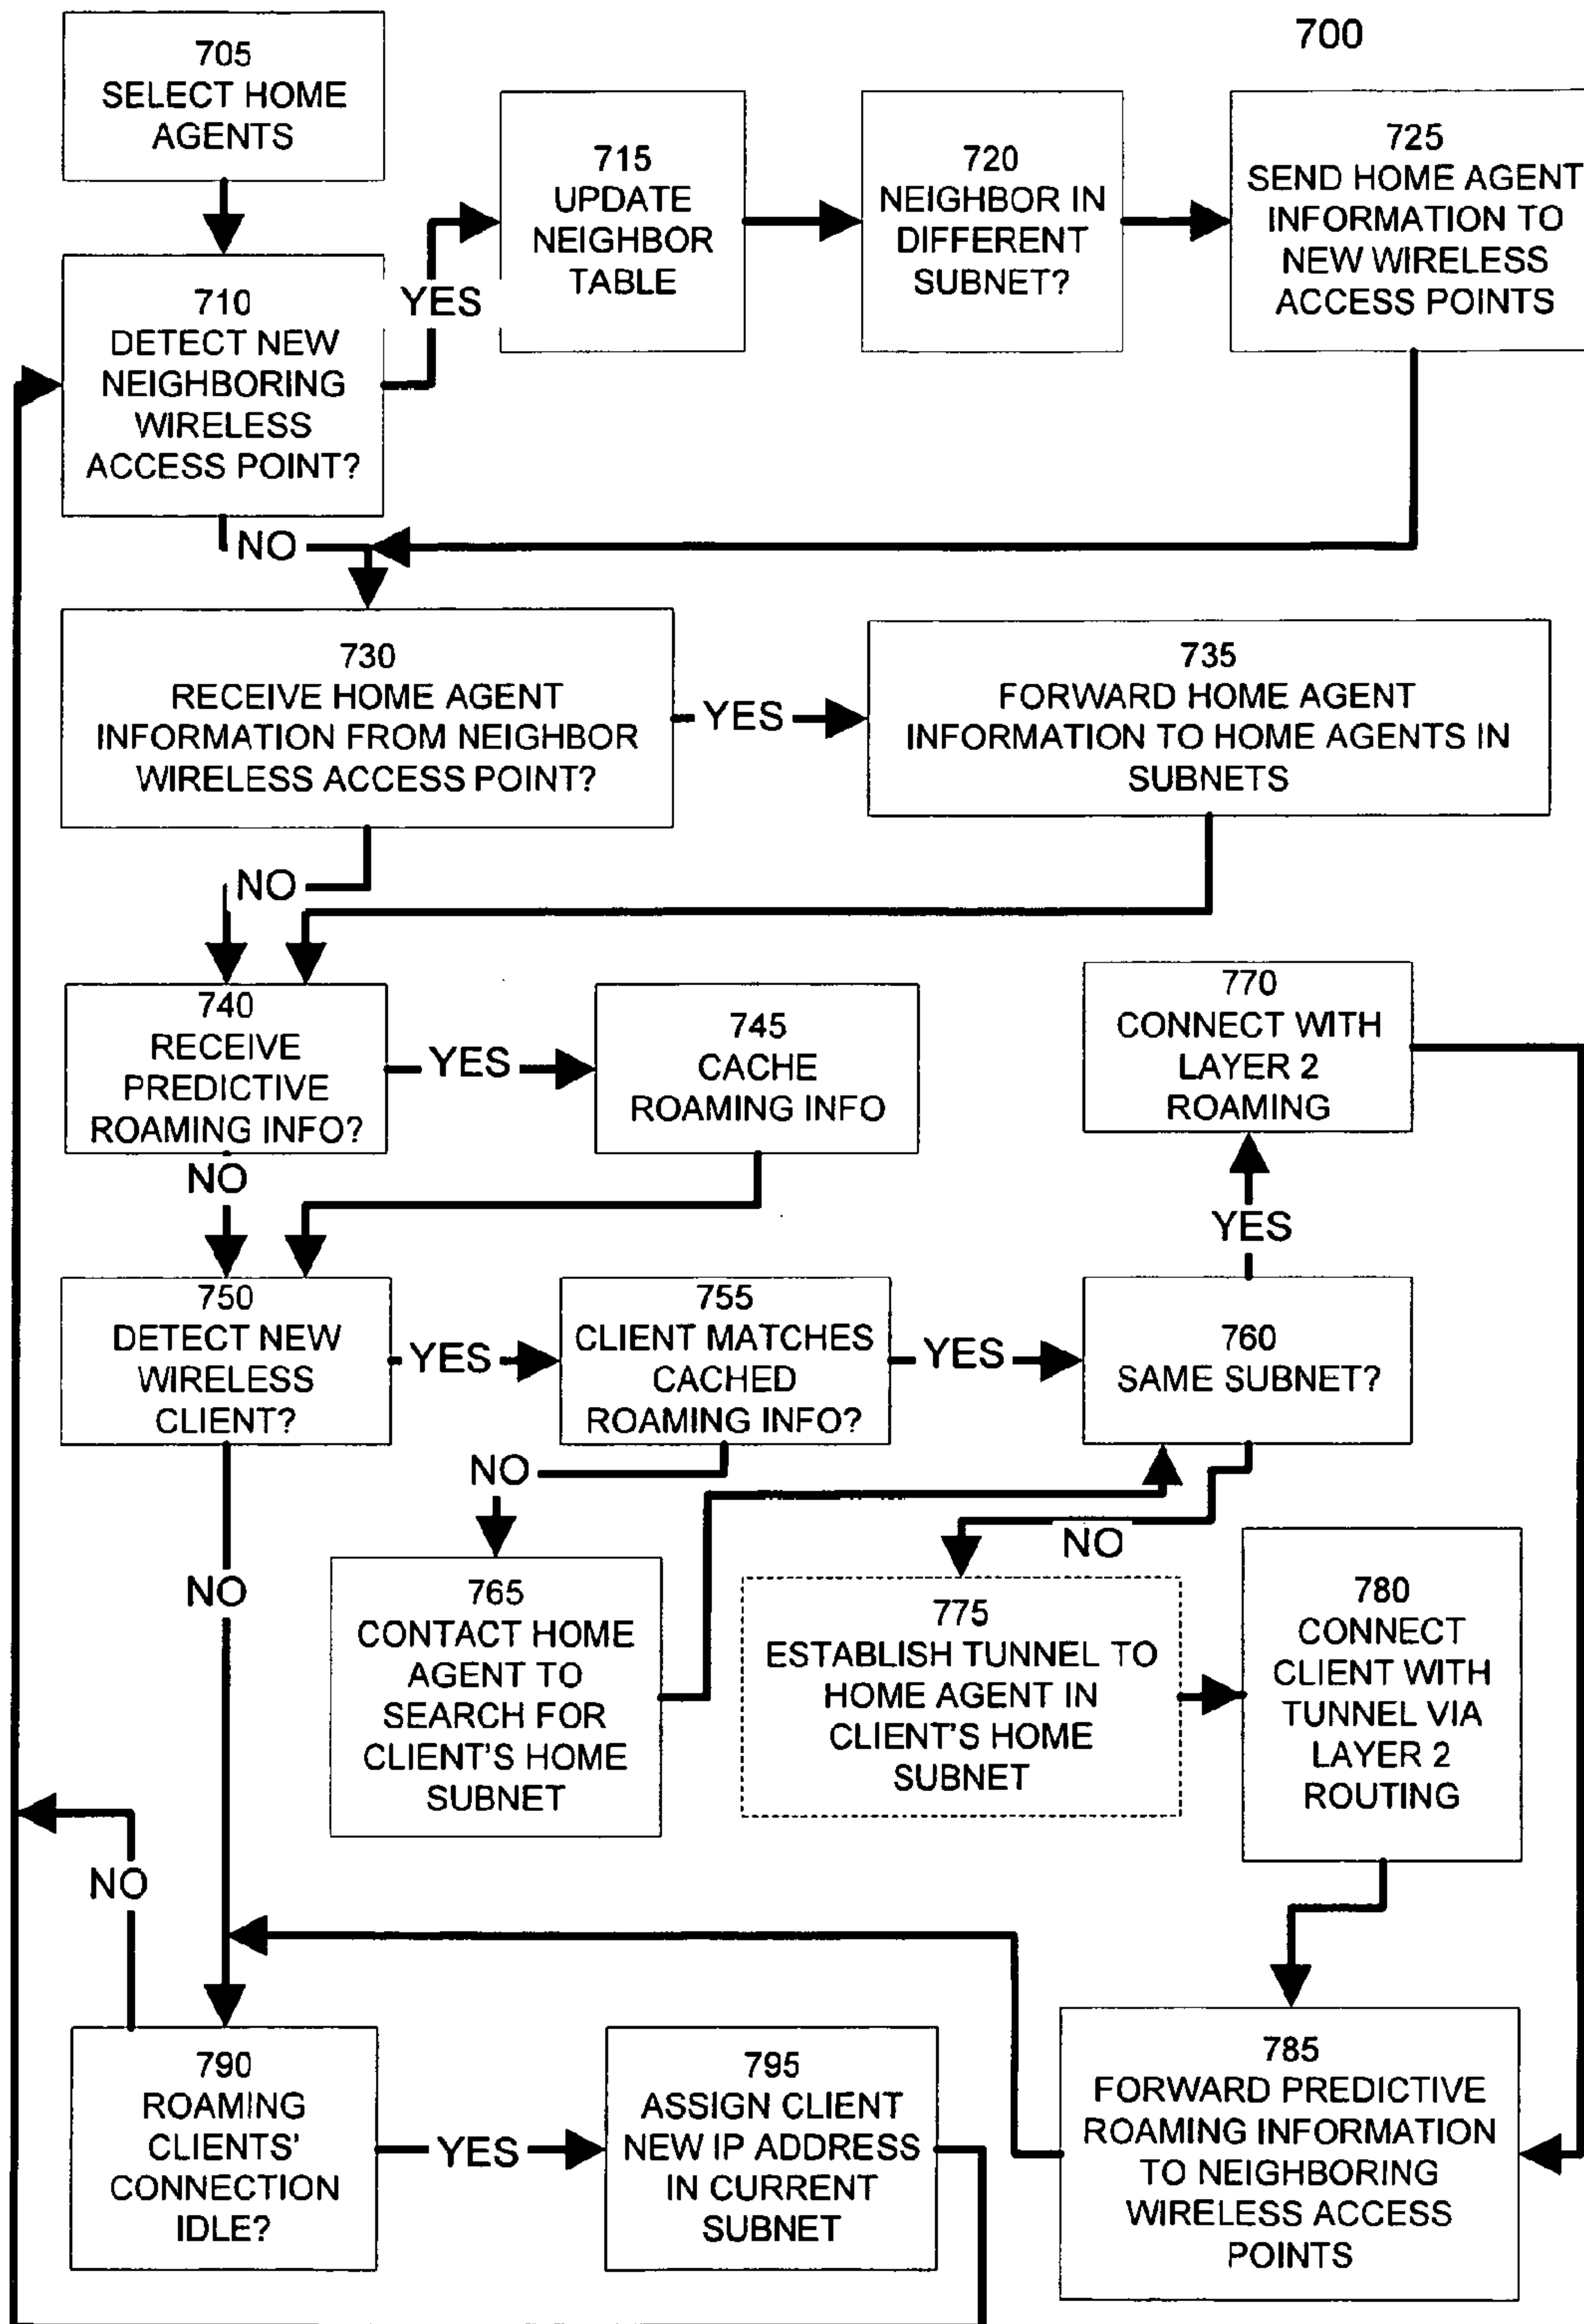 700
705
SELECT HOME
AGENTS
710
DETECT NEW
NEIGHBORING
WIRELESS
ACCESS POINT?
YES
NO
715
UPDATE
NEIGHBOR
TABLE
720
NEIGHBOR IN
DIFFERENT
SUBNET?
725
SEND HOME AGENT
INFORMATION TO
NEW WIRELESS
ACCESS POINTS
730
RECEIVE HOME AGENT
INFORMATION FROM NEIGHBOR
WIRELESS ACCESS POINT?
YES
NO
735
FORWARD HOME AGENT
INFORMATION TO HOME AGENTS IN
SUBNETS
740
RECEIVE
PREDICTIVE
ROAMING INFO?
YES
NO
745
CACHE
ROAMING INFO
750
DETECT NEW
WIRELESS
CLIENT?
YES
NO
755
CLIENT MATCHES
CACHED
ROAMING INFO?
YES
NO
760
SAME SUBNET?
YES
NO
770
CONNECT WITH
LAYER 2
ROAMING
765
CONTACT HOME
AGENT TO
SEARCH FOR
CLIENT'S HOME
SUBNET
775
ESTABLISH TUNNEL TO
HOME AGENT IN
CLIENT'S HOME
SUBNET
780
CONNECT
CLIENT WITH
TUNNEL VIA
LAYER 2
ROUTING
785
FORWARD PREDICTIVE
ROAMING INFORMATION
TO NEIGHBORING
WIRELESS ACCESS
POINTS
790
ROAMING
CLIENTS'
CONNECTION
IDLE?
NO
YES
795
ASSIGN CLIENT
NEW IP ADDRESS
IN CURRENT
SUBNET